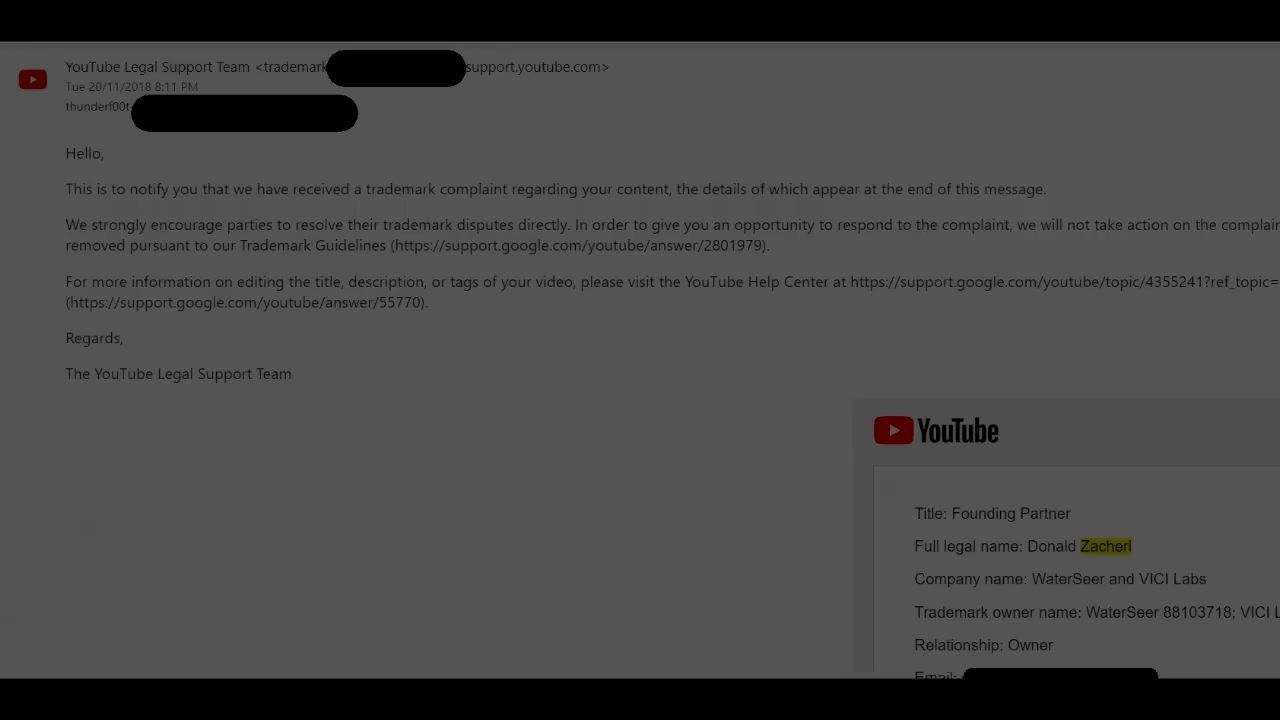 YouTube Legal Support Team <trademark support.youtube.com>
Tue 20/11/2018 8:11 PM
thunderf00t-
Hello,
This is to notify you that we have received a trademark complaint regarding your content, the details of which appear at the end of this message.
We strongly encourage parties to resolve their trademark disputes directly. In order to give you an opportunity to respond to the complaint, we will not take action on the complain
removed pursuant to our Trademark Guidelines (https://support.google.com/youtube/answer/2801979).
For more information on editing the title, description, or tags of your video, please visit the YouTube Help Center at https://support.google.com/youtube/topic/4355241?ref_topic=
(https://support.google.com/youtube/answer/55770).
Regards,
The YouTube Legal Support Team
YouTube
Title: Founding Partner
Full legal name: Donald Zacherl
Company name: WaterSeer and VICI Labs
Trademark owner name: WaterSeer 88103718; VICI L
Relationship: Owner
Email: